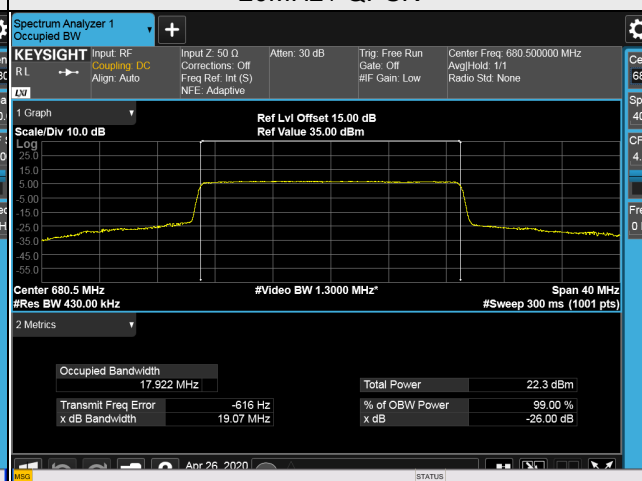 Spectrum Analyzer 1
Occupied BW
KEYSIGHT Input: RF Input Z: 50 Ω Atten: 30 dB Trig: Free Run Center Freq: 680.500000 MHz
RL Coupling: DC Corrections: Off Gate: Off Avg|Hold: 1/1
Align: Auto Freq Ref: Int (S) #IF Gain: Low Radio Std: None
LXI NFE: Adaptive
1 Graph
Ref Lvl Offset 15.00 dB
Scale/Div 10.0 dB Ref Value 35.00 dBm
Log
25.0
15.0
5.00
-5.00
-15.0
-25.0
-35.0
-45.0
-55.0
Center 680.5 MHz #Video BW 1.3000 MHz* Span 40 MHz
#Res BW 430.00 kHz #Sweep 300 ms (1001 pts)
2 Metrics
Occupied Bandwidth
17.922 MHz Total Power 22.3 dBm
Transmit Freq Error -616 Hz % of OBW Power 99.00 %
x dB Bandwidth 19.07 MHz x dB -26.00 dB
Apr 26, 2020
MSG STATUS